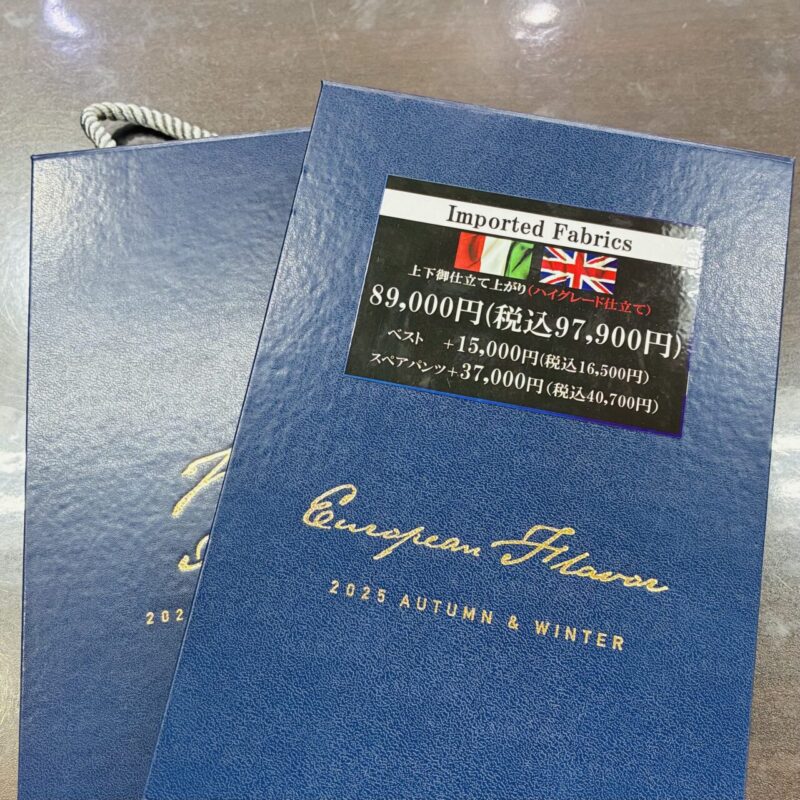 Imported Fabrics
上下御仕立て上がり(ハイグレード仕立て)
89,000円(税込97,900円)
ベスト +15,000円(税込16,500円)
スペアパンツ+37,000円(税込40,700円)
European Flavor
2025 AUTUMN & WINTER
202